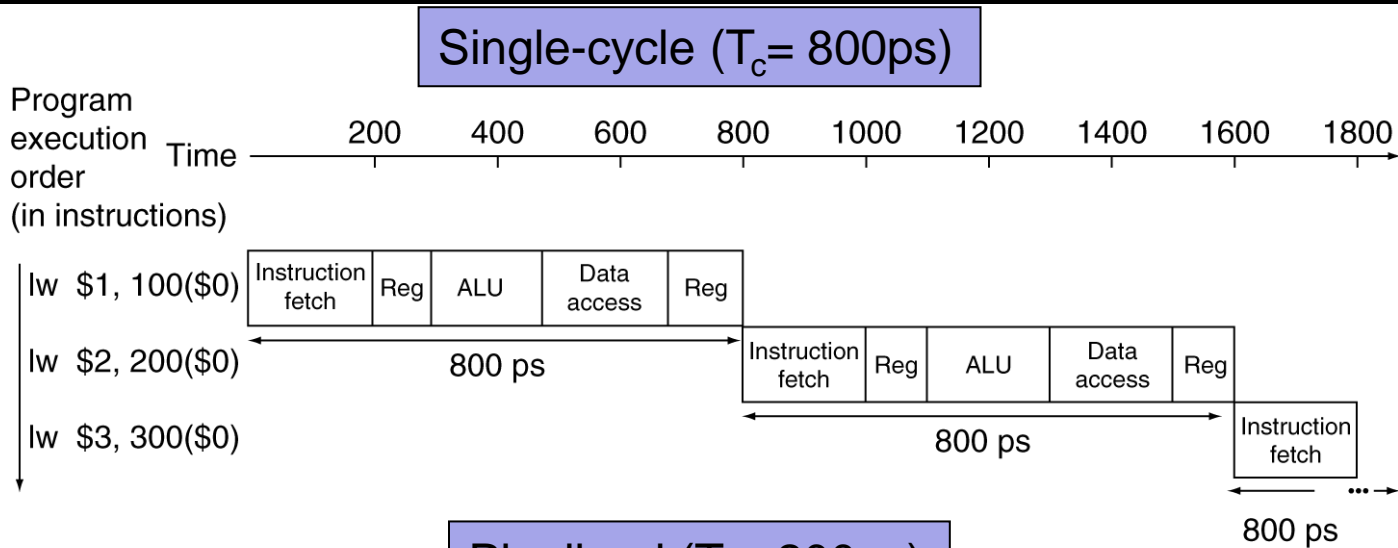 Single-cycle (Tc= 800ps)
Program
execution
order
(in instructions)
Time
200 400 600 800 1000 1200 1400 1600 1800
lw $1, 100($0)
Instruction
fetch
Reg
ALU
Data
access
Reg
800 ps
lw $2, 200($0)
Instruction
fetch
Reg
ALU
Data
access
Reg
800 ps
lw $3, 300($0)
Instruction
fetch
...
800 ps